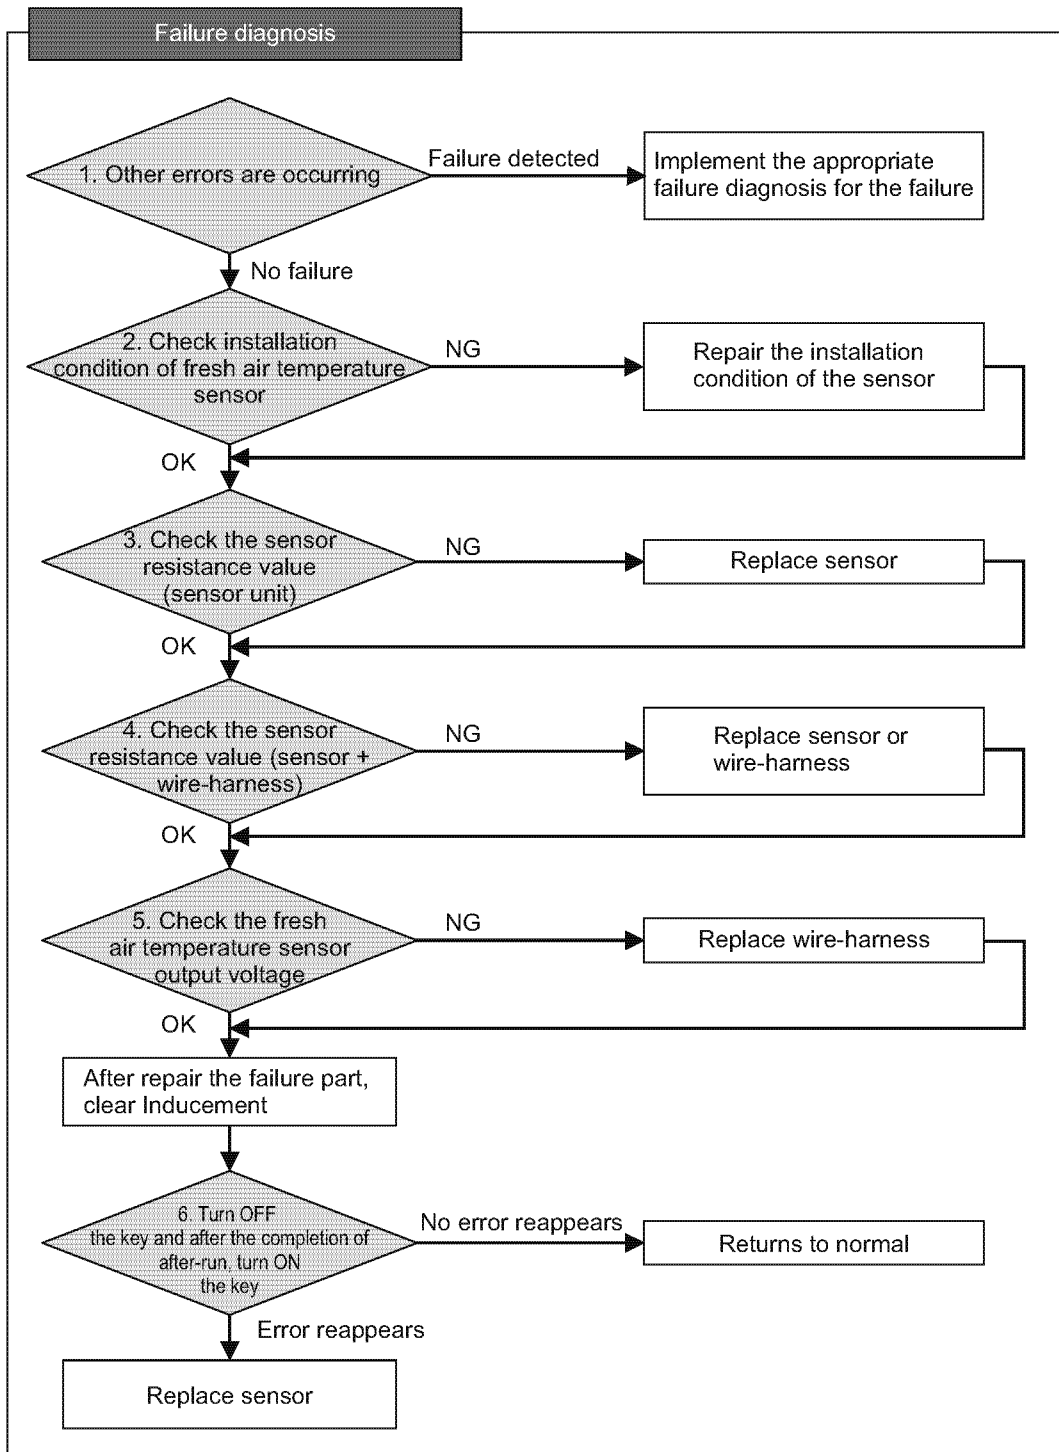 Failure diagnosis
1. Other errors are occurring
Failure detected
Implement the appropriate
failure diagnosis for the failure
No failure
2. Check installation
condition of fresh air temperature
sensor
NG
Repair the installation
condition of the sensor
OK
3. Check the sensor
resistance value
(sensor unit)
NG
Replace sensor
OK
4. Check the sensor
resistance value (sensor +
wire-harness)
NG
Replace sensor or
wire-harness
OK
5. Check the fresh
air temperature sensor
output voltage
NG
Replace wire-harness
OK
After repair the failure part,
clear Inducement
6. Turn OFF
the key and after the completion of
after-run, turn ON
the key
No error reappears
Returns to normal
Error reappears
Replace sensor